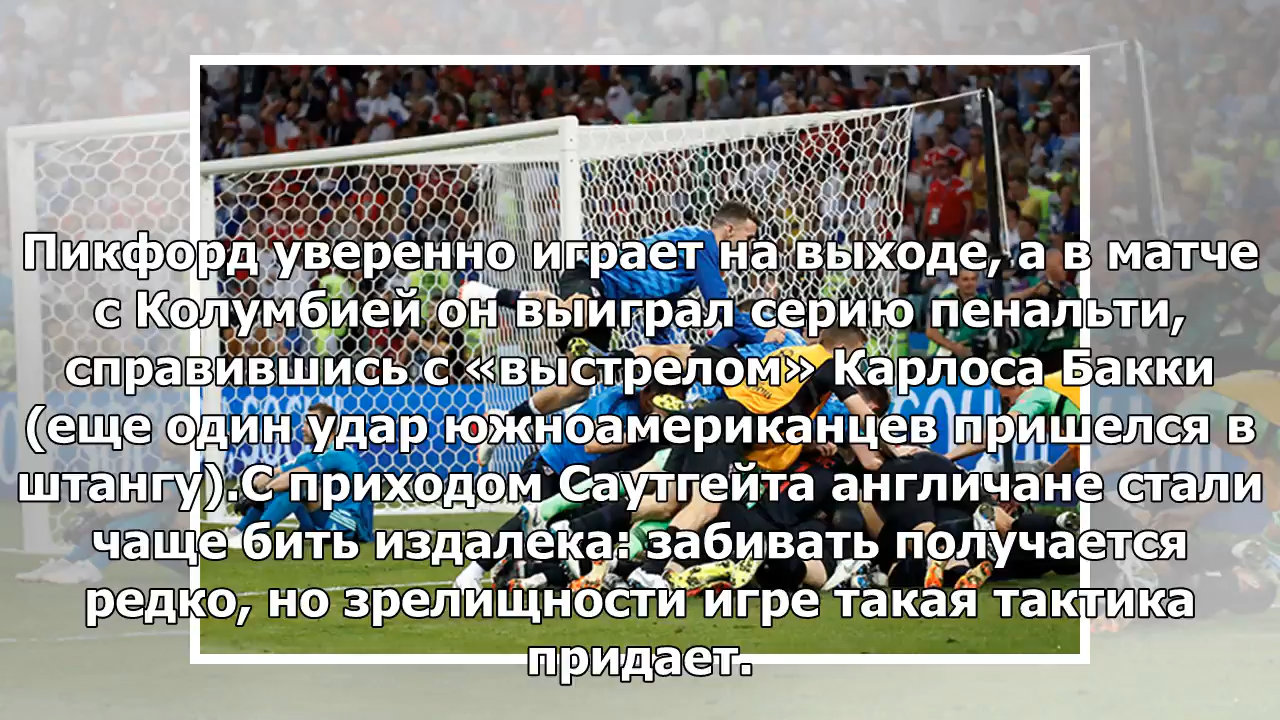 Пикфорд уверенно играет на выходе, а в матче
с Колумбией он выиграл серию пенальти,
справившись с «выстрелом» Карлоса Бакки
(еще один удар южноамериканцев пришелся в
штангу).С приходом Саутгейта англичане стали
чаще бить издалека: забивать получается
редко, но зрелищности игре такая тактика
придает.